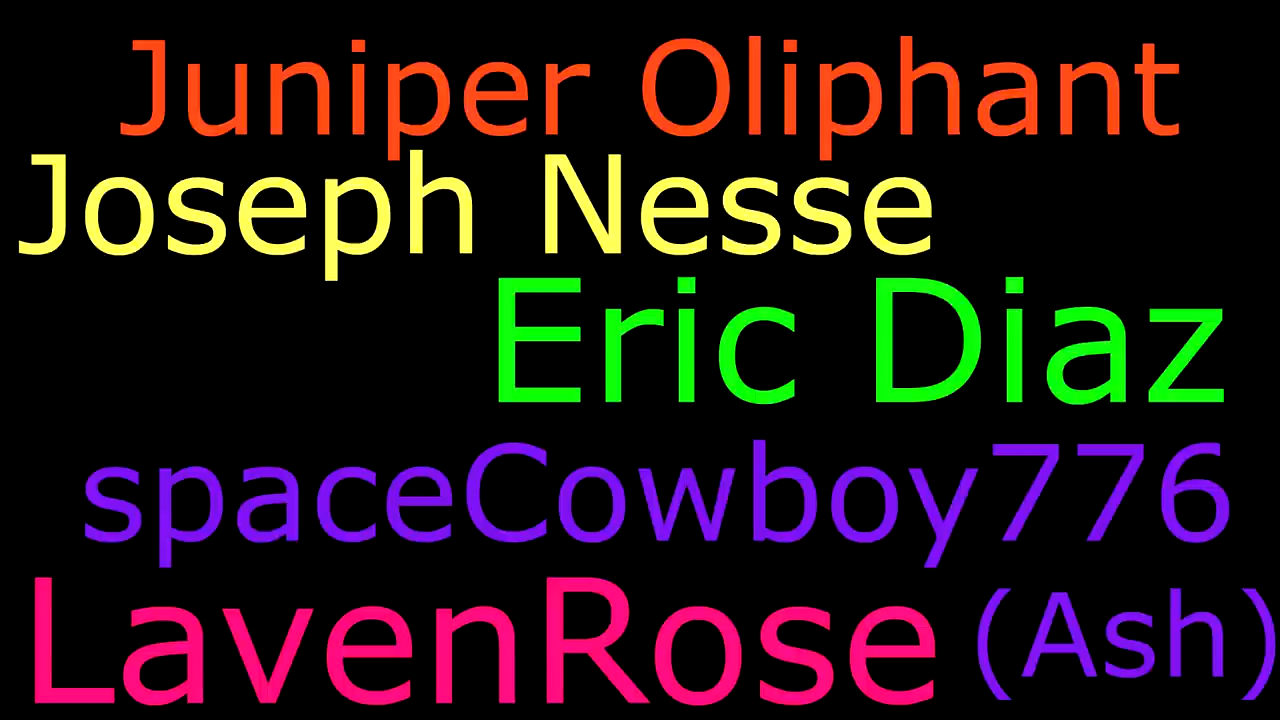 Juniper Oliphant
Joseph Nesse
Eric Diaz
spaceCowboy776
LavenRose (Ash)